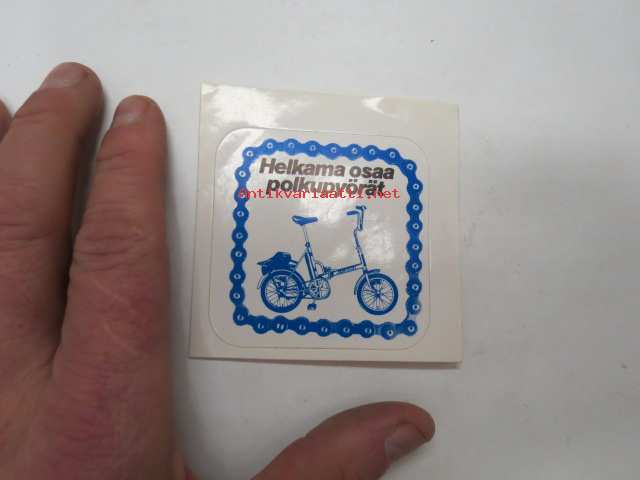 Helkama osaa
polkupyörät
antikvariaatti.net